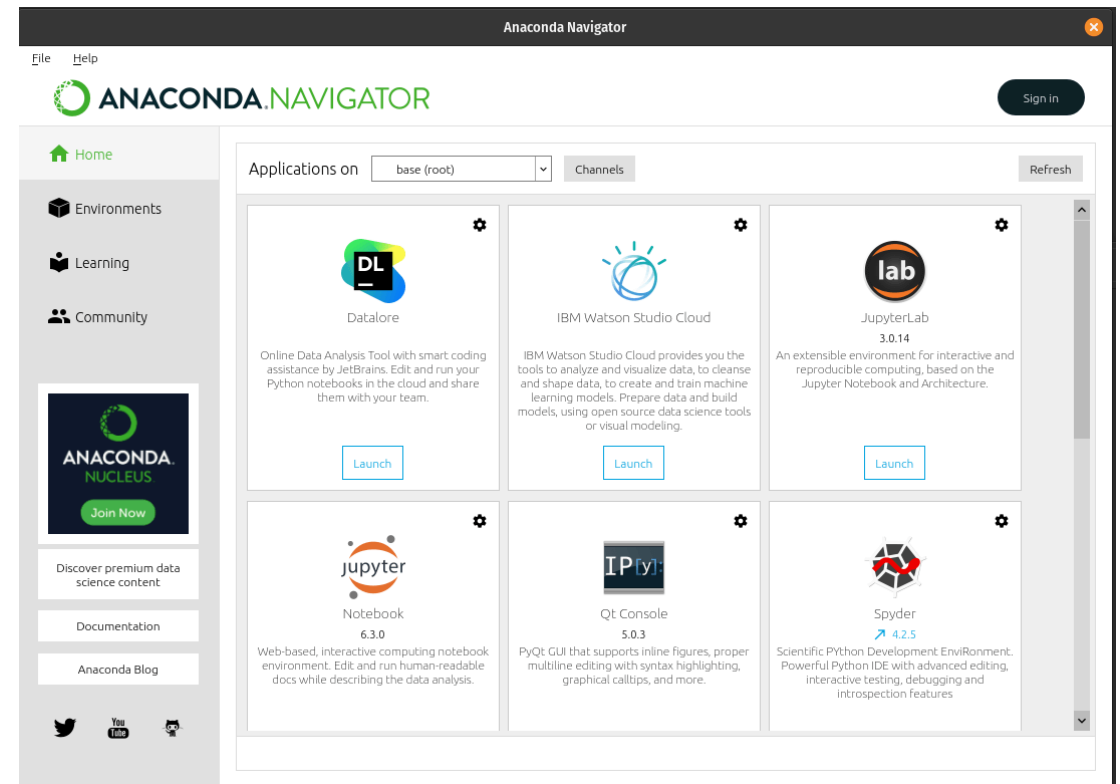 Anaconda Navigator
File Help
ANACONDA.NAVIGATOR
Sign in
Home
Environments
Learning
Community
ANACONDA.
NUCLEUS
Join Now
Discover premium data
science content
Documentation
Anaconda Blog
You
Tube
Applications on base (root) Channels Refresh
DL
Datalore
Online Data Analysis Tool with smart coding
assistance by JetBrains. Edit and run your
Python notebooks in the cloud and share
them with your team.
Launch
IBM Watson Studio Cloud
IBM Watson Studio Cloud provides you the
tools to analyze and visualize data, to cleanse
and shape data, to create and train machine
learning models. Prepare data and build
models, using open source data science tools
or visual modeling.
Launch
lab
JupyterLab
3.0.14
An extensible environment for interactive and
reproducible computing, based on the
Jupyter Notebook and Architecture.
Launch
jupyter
Notebook
6.3.0
Web-based, interactive computing notebook
environment. Edit and run human-readable
docs while describing the data analysis.
IP[y]:
Qt Console
5.0.3
PyQt GUI that supports inline figures, proper
multiline editing with syntax highlighting,
graphical calltips, and more.
Spyder
4.2.5
Scientific PYthon Development EnviRonment.
Powerful Python IDE with advanced editing,
interactive testing, debugging and
introspection features